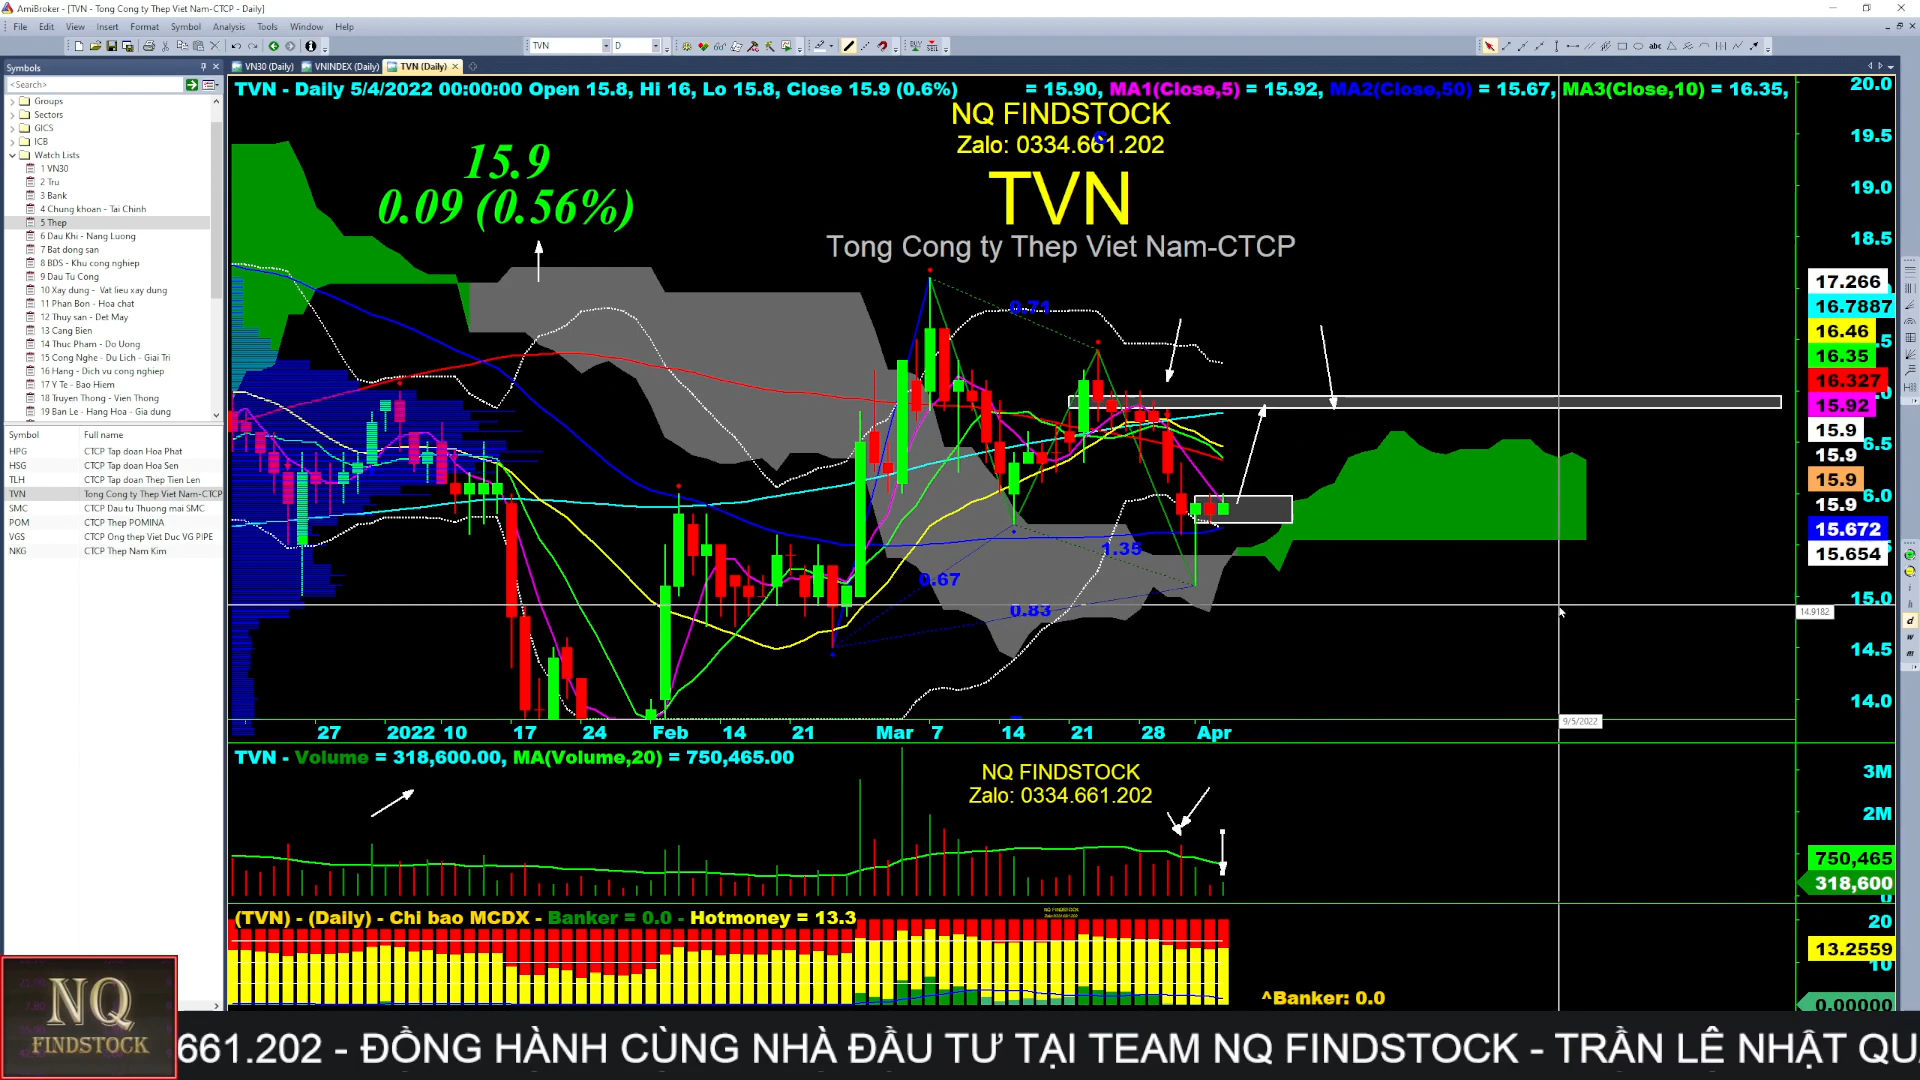 AmiBroker - [TVN - Tong Cong ty Thep Viet Nam-CTCP - Daily]
File Edit View Insert Format Symbol Analysis Tools Window Help
TVN D
Symbols
VN30 (Daily) VNINDEX (Monthly) TVN (Daily)
<Search>
Groups
Sectors
GICS
ICB
Watch Lists
1 VN30
2 Tru
3 Bank
4 Chung khoan - Tai Chinh
5 Thep
6 Dau Khi - Nang Luong
7 Bat dong san
8 BDS - Khu cong nghiep
9 Dau Tu Cong
10 Xay dung - Vat lieu xay dung
11 Phan Bon - Hoa chat
12 Thuy san - Det May
13 Cang Bien
14 Thuc Pham - Do Uong
15 Cong Nghe - Du Lich - Giai Tri
16 Hang - Dich vu cong nghiep
17 Y Te - Bao Hiem
18 Truyen Thong - Vien Thong
19 Ban Le - Hang Hoa - Gia dung
Symbol Full name
HPG CTCP Tap doan Hoa Phat
HSG CTCP Tap doan Hoa Sen
TLH CTCP Tap doan Thep Tien Len
TVN Tong Cong ty Thep Viet Nam-CTCP
SMC CTCP Dau tu Thuong mai SMC
POM CTCP Thep POMINA
VGS CTCP Ong thep Viet Duc VG PIPE
NKG CTCP Thep Nam Kim
TVN - Daily 5/4/2022 00:00:00 Open 15.8, Hi 16, Lo 15.8, Close 15.9 (0.6%) = 15.90, MA1(Close,5) = 15.92, MA2(Close,50) = 15.67, MA3(Close,10) = 16.35,
NQ FINDSTOCK
Zalo: 0334.661.202
TVN
Tong Cong ty Thep Viet Nam-CTCP
15.9
0.09 (0.56%)
0.71
1.35
0.67
0.83
20.0
19.5
19.0
18.5
17.266
16.7887
16.46
16.35
16.327
15.92
15.9
15.9
15.9
15.9
15.672
15.654
15.0
14.9182
14.5
14.0
27 2022 10 17 24 Feb 14 21 Mar 7 14 21 28 Apr
9/5/2022
TVN - Volume = 318,600.00, MA(Volume,20) = 750,465.00
NQ FINDSTOCK
Zalo: 0334.661.202
3M
2M
750,465
318,600
(TVN) - (Daily) - Chi bao MCDX - Banker = 0.0 - Hotmoney = 13.3
20
13.2559
10
0.00000
^Banker: 0.0
NQ
FINDSTOCK
661.202 - ĐỒNG HÀNH CÙNG NHÀ ĐẦU TƯ TẠI TEAM NQ FINDSTOCK - TRẦN LÊ NHẬT QU